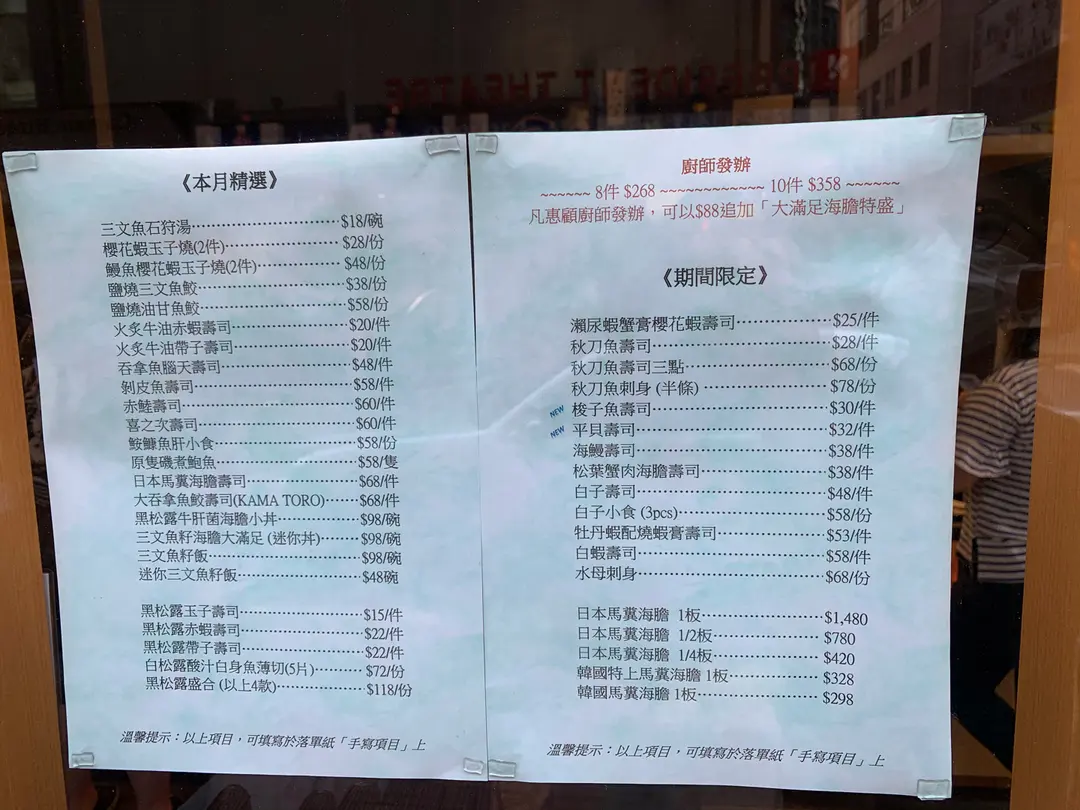 PRESIDENT THEATRE
《本月精選》
三文魚石狩湯 $18/碗
櫻花蝦玉子燒(2件) $28/份
鰻魚櫻花蝦玉子燒(2件) $48/份
鹽燒三文魚鮫 $38/份
鹽燒油甘魚鮫 $58/份
火炙牛油赤蝦壽司 $20/件
火炙牛油帶子壽司 $20/件
吞拿魚腦天壽司 $48/件
剝皮魚壽司 $58/件
赤鯥壽司 $60/件
喜之次壽司 $60/件
鮟鱇魚肝小食 $58/份
原隻磯煮鮑魚 $58/隻
日本馬糞海膽壽司 $68/件
大吞拿魚鮫壽司(KAMA TORO) $68/件
黑松露牛肝菌海膽小丼 $98/碗
三文魚籽海膽大滿足 (迷你丼) $98/碗
三文魚籽飯 $98/碗
迷你三文魚籽飯 $48碗
黑松露玉子壽司 $15/件
黑松露赤蝦壽司 $22/件
黑松露帶子壽司 $22/件
白松露酸汁白身魚薄切(5片) $72/份
黑松露盛合 (以上4款) $118/份
溫馨提示：以上項目，可填寫於落單紙「手寫項目」上
廚師發辦
~~~~~~ 8件 $268 ~~~~~~~~~~~~ 10件 $358 ~~~~~~
凡惠顧廚師發辦，可以$88追加「大滿足海膽特盛」
《期間限定》
瀨尿蝦蟹膏櫻花蝦壽司 $25/件
秋刀魚壽司 $28/件
秋刀魚壽司三點 $68/份
秋刀魚刺身 (半條) $78/份
NEW 梭子魚壽司 $30/件
NEW 平貝壽司 $32/件
海鰻壽司 $38/件
松葉蟹肉海膽壽司 $38/件
白子壽司 $48/件
白子小食 (3pcs) $58/份
牡丹蝦配燒蝦膏壽司 $53/件
白蝦壽司 $58/件
水母刺身 $68/份
日本馬糞海膽 1板 $1,480
日本馬糞海膽 1/2板 $780
日本馬糞海膽 1/4板 $420
韓國特上馬糞海膽 1板 $328
韓國馬糞海膽 1板 $298
溫馨提示：以上項目，可填寫於落單紙「手寫項目」上